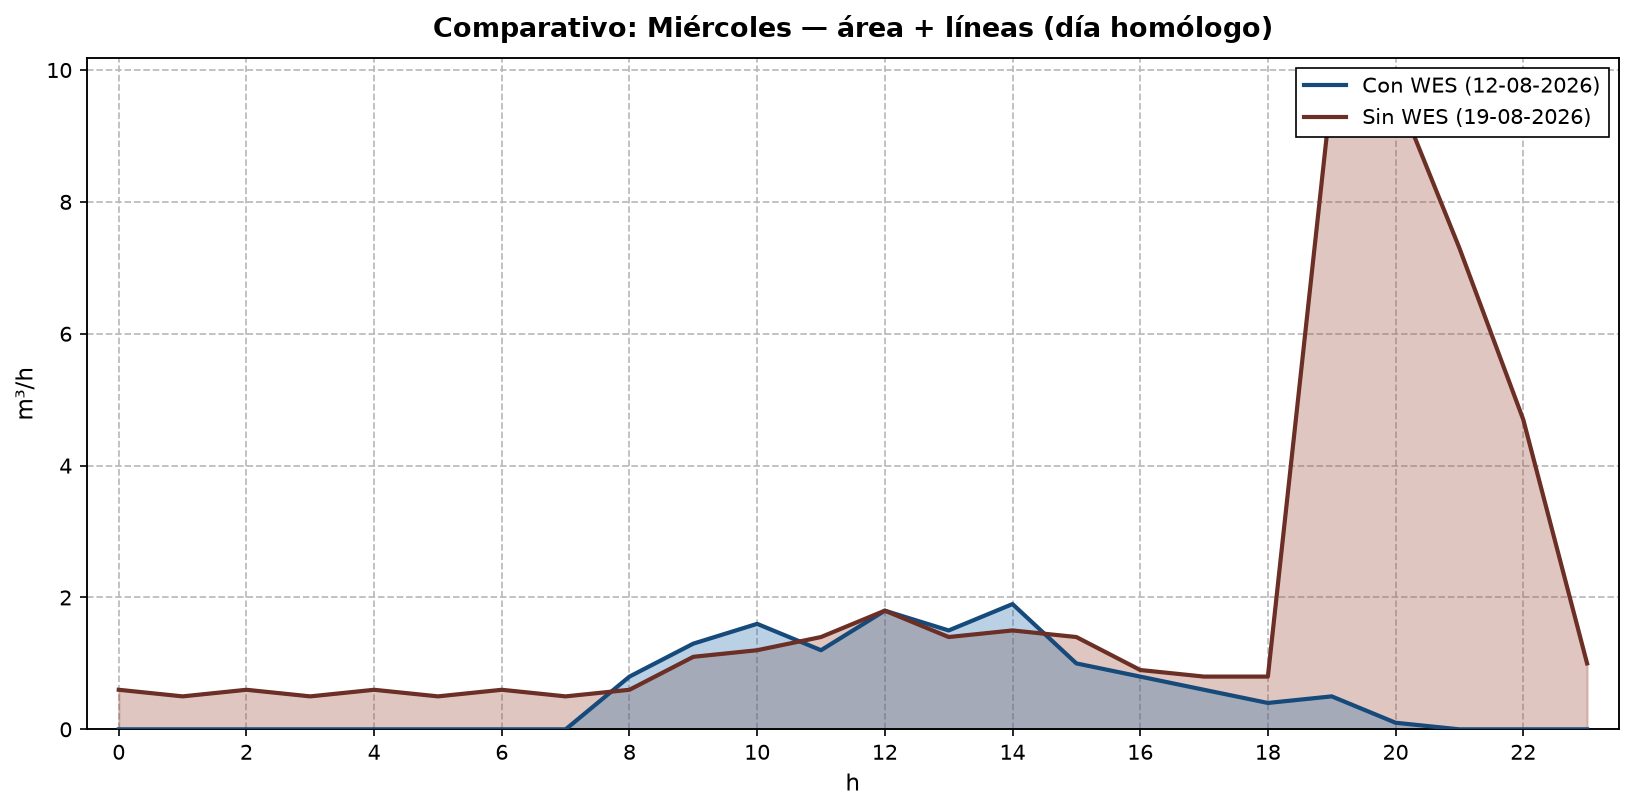 Comparativo: Miércoles — área + líneas (día homólogo)
Con WES (12-08-2026)
Sin WES (19-08-2026)
m³/h
10
8
6
4
2
0
0 2 4 6 8 10 12 14 16 18 20 22
h